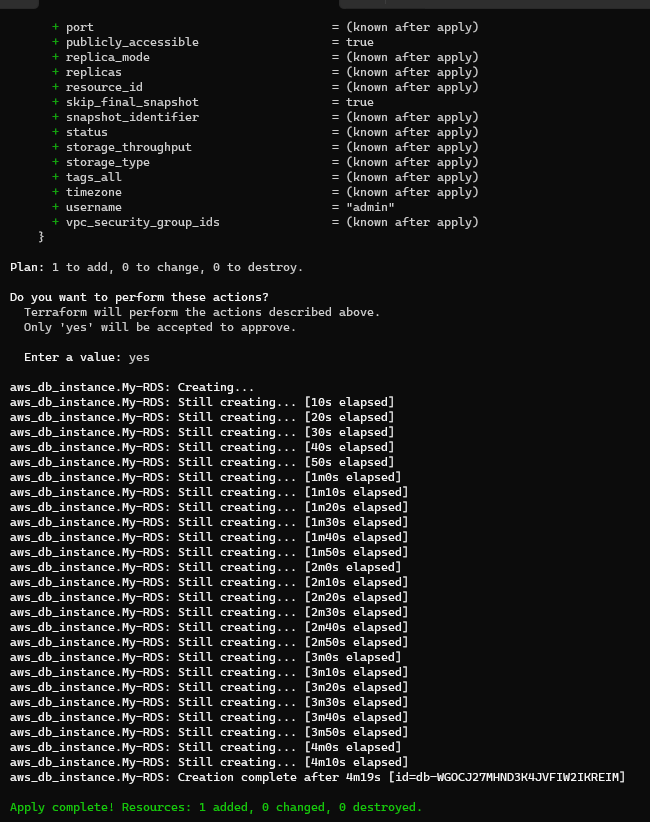 + port = (known after apply)
+ publicly_accessible = true
+ replica_mode = (known after apply)
+ replicas = (known after apply)
+ resource_id = (known after apply)
+ skip_final_snapshot = true
+ snapshot_identifier = (known after apply)
+ status = (known after apply)
+ storage_throughput = (known after apply)
+ storage_type = (known after apply)
+ tags_all = (known after apply)
+ timezone = (known after apply)
+ username = "admin"
+ vpc_security_group_ids = (known after apply)
}
Plan: 1 to add, 0 to change, 0 to destroy.
Do you want to perform these actions?
Terraform will perform the actions described above.
Only 'yes' will be accepted to approve.
Enter a value: yes
aws_db_instance.My-RDS: Creating...
aws_db_instance.My-RDS: Still creating... [10s elapsed]
aws_db_instance.My-RDS: Still creating... [20s elapsed]
aws_db_instance.My-RDS: Still creating... [30s elapsed]
aws_db_instance.My-RDS: Still creating... [40s elapsed]
aws_db_instance.My-RDS: Still creating... [50s elapsed]
aws_db_instance.My-RDS: Still creating... [1m0s elapsed]
aws_db_instance.My-RDS: Still creating... [1m10s elapsed]
aws_db_instance.My-RDS: Still creating... [1m20s elapsed]
aws_db_instance.My-RDS: Still creating... [1m30s elapsed]
aws_db_instance.My-RDS: Still creating... [1m40s elapsed]
aws_db_instance.My-RDS: Still creating... [1m50s elapsed]
aws_db_instance.My-RDS: Still creating... [2m0s elapsed]
aws_db_instance.My-RDS: Still creating... [2m10s elapsed]
aws_db_instance.My-RDS: Still creating... [2m20s elapsed]
aws_db_instance.My-RDS: Still creating... [2m30s elapsed]
aws_db_instance.My-RDS: Still creating... [2m40s elapsed]
aws_db_instance.My-RDS: Still creating... [2m50s elapsed]
aws_db_instance.My-RDS: Still creating... [3m0s elapsed]
aws_db_instance.My-RDS: Still creating... [3m10s elapsed]
aws_db_instance.My-RDS: Still creating... [3m20s elapsed]
aws_db_instance.My-RDS: Still creating... [3m30s elapsed]
aws_db_instance.My-RDS: Still creating... [3m40s elapsed]
aws_db_instance.My-RDS: Still creating... [3m50s elapsed]
aws_db_instance.My-RDS: Still creating... [4m0s elapsed]
aws_db_instance.My-RDS: Still creating... [4m10s elapsed]
aws_db_instance.My-RDS: Creation complete after 4m19s [id=db-WGOCJ27MHND3K4JVFIW2IKREIM]
Apply complete! Resources: 1 added, 0 changed, 0 destroyed.